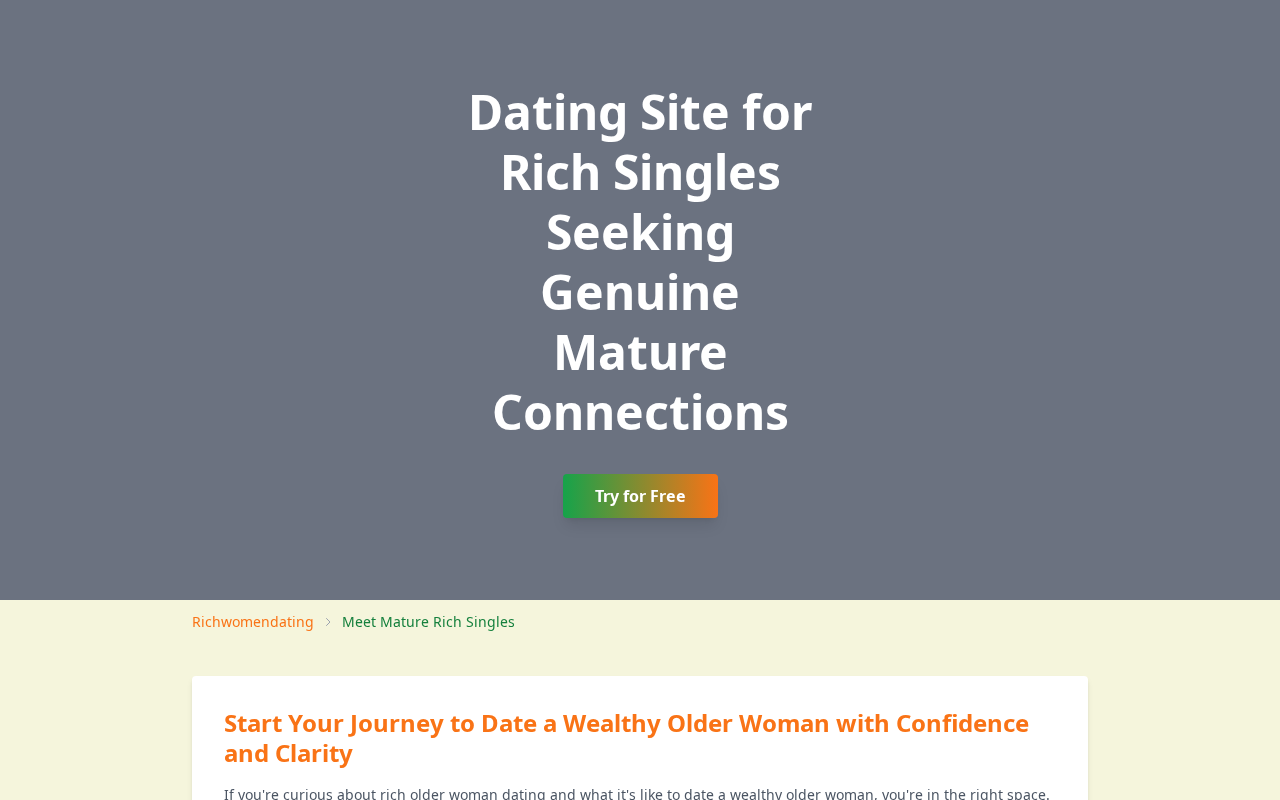 Dating Site for
Rich Singles
Seeking
Genuine
Mature
Connections
Try for Free
Richwomendating
Meet Mature Rich Singles
Start Your Journey to Date a Wealthy Older Woman with Confidence
and Clarity
If you're curious about rich older woman dating and what it's like to date a wealthy older woman, you're in the right space.